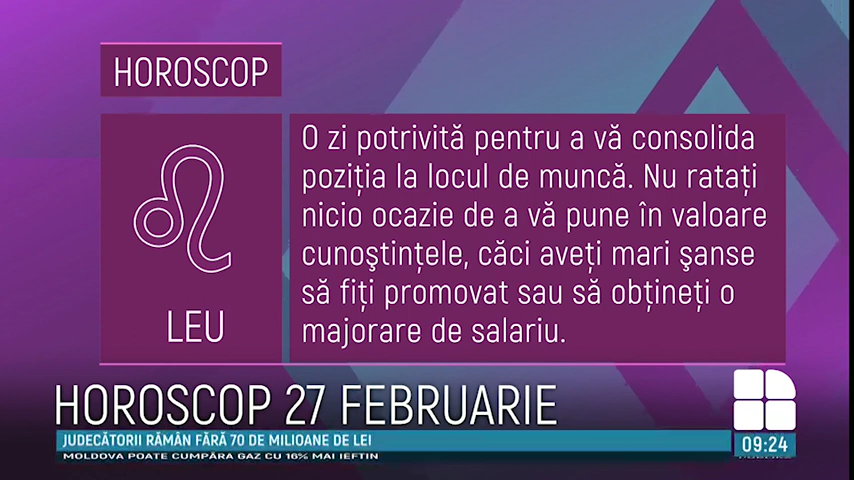 HOROSCOP
LEU
O zi potrivită pentru a vă consolida
poziția la locul de muncă. Nu ratați
nicio ocazie de a vă pune în valoare
cunoştințele, căci aveți mari şanse
să fiți promovat sau să obțineți o
majorare de salariu.
HOROSCOP 27 FEBRUARIE
JUDECĂTORII RĂMÂN FĂRĂ 70 DE MILIOANE DE LEI
MOLDOVA POATE CUMPĂRA GAZ CU 16% MAI IEFTIN
09:24